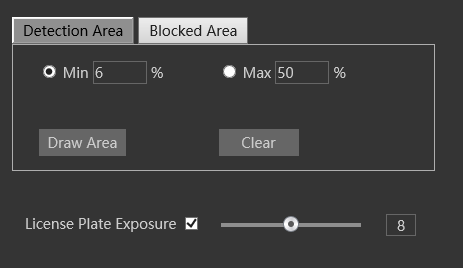 Detection Area Blocked Area
Min 6 % Max 50 %
Draw Area Clear
License Plate Exposure 8